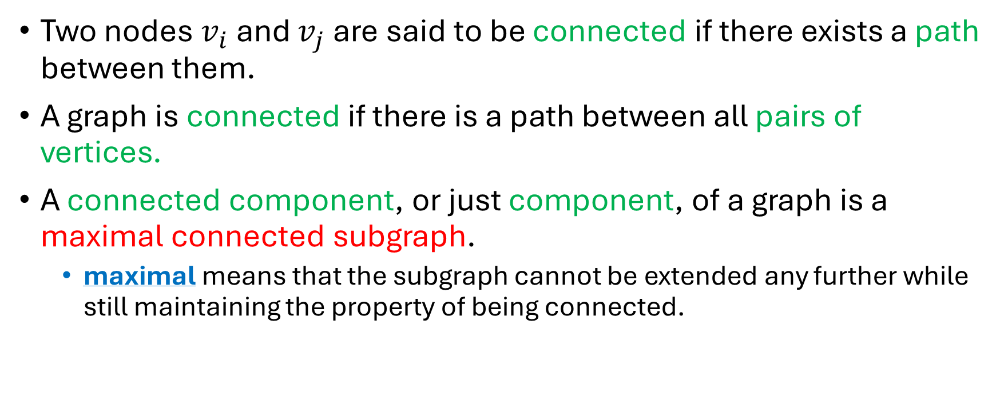 • Two nodes 𝑣ᵢ and 𝑣ⱼ are said to be connected if there exists a path
between them.
• A graph is connected if there is a path between all pairs of
vertices.
• A connected component, or just component, of a graph is a
maximal connected subgraph.
• maximal means that the subgraph cannot be extended any further while
still maintaining the property of being connected.